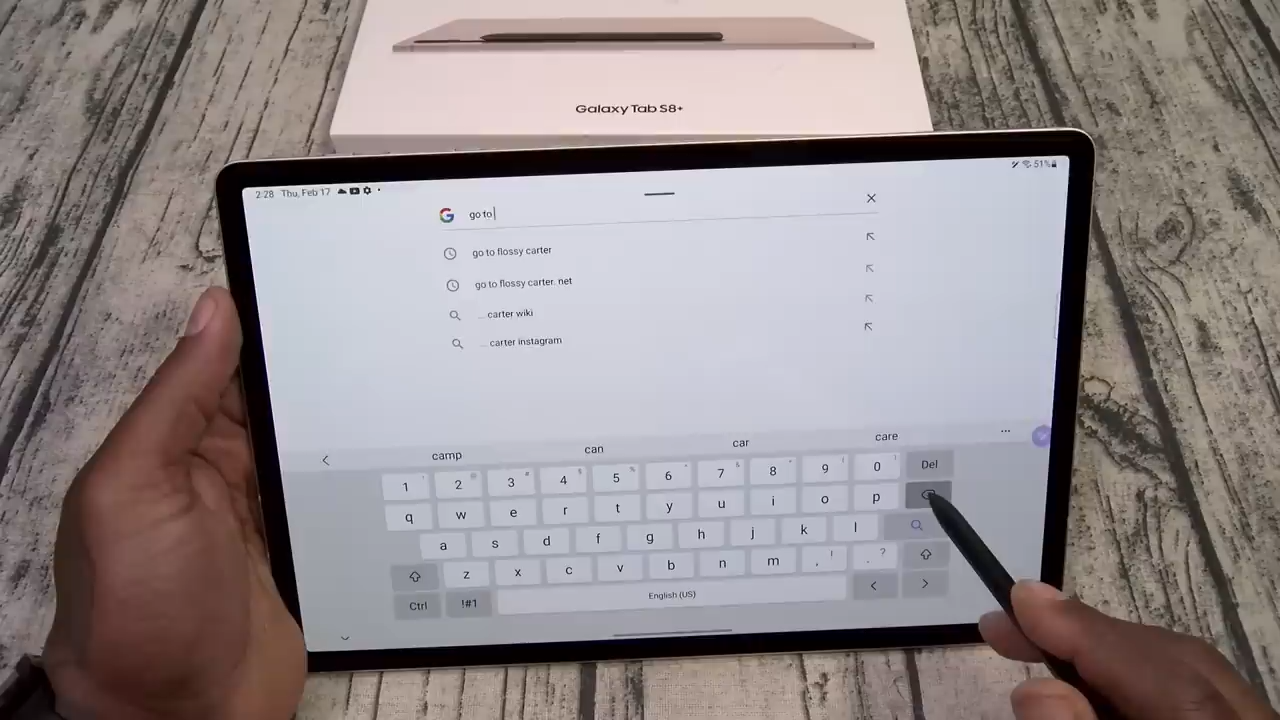 Galaxy Tab S8+
2:28 Thu, Feb 17 51%
go to
go to flossy carter
go to flossy carter. net
... carter wiki
... carter instagram
camp can car care
1 2 3 4 5 6 7 8 9 0 Del
q w e r t y u i o p
a s d f g h j k l
z x c v b n m , ! . ?
Ctrl !#1 English (US) < >